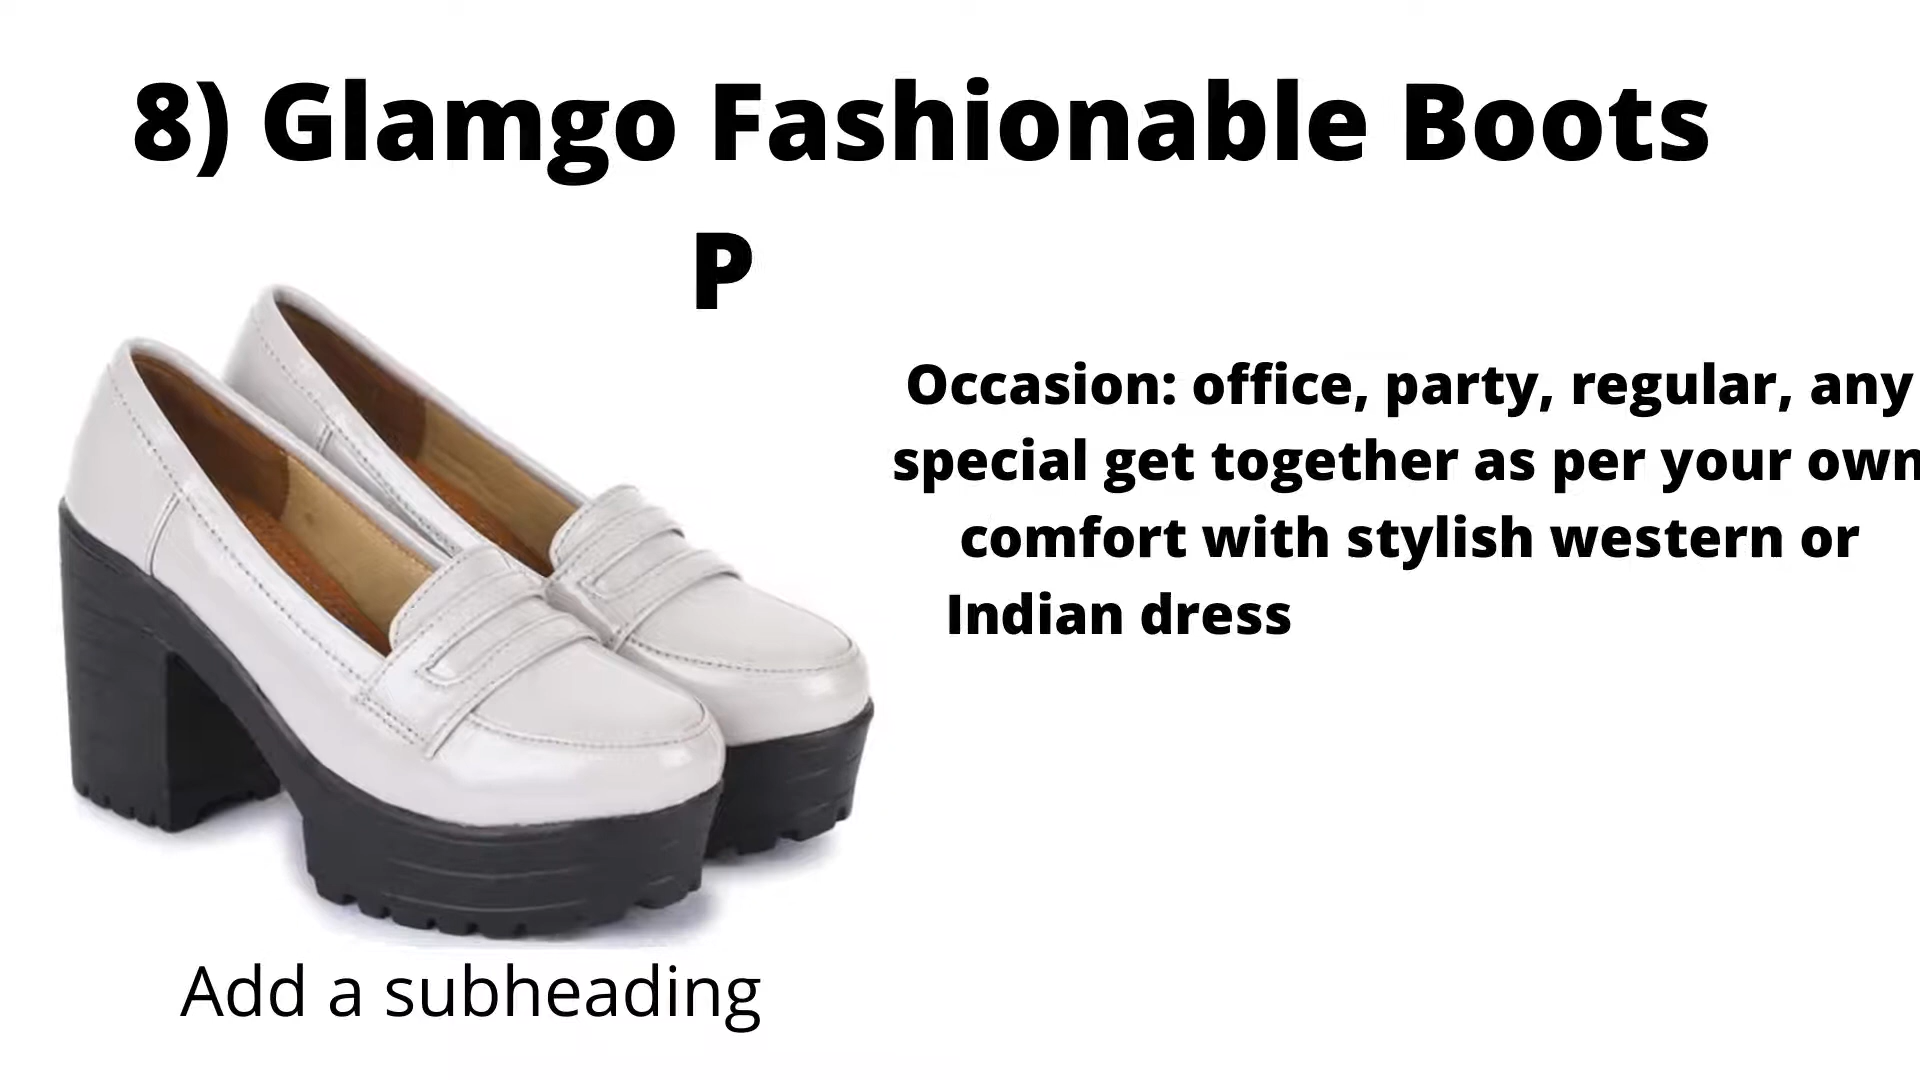 8) Glamgo Fashionable Boots
P
Occasion: office, party, regular, any
special get together as per your own
comfort with stylish western or
Indian dress
Add a subheading